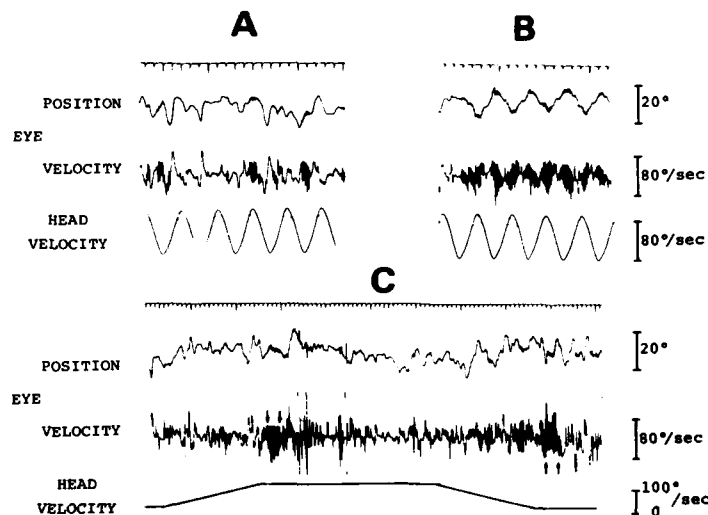 A
B
POSITION
20°
EYE
VELOCITY
80°/sec
HEAD
VELOCITY
80°/sec
C
POSITION
20°
EYE
VELOCITY
80°/sec
HEAD
VELOCITY
100°
0
/sec